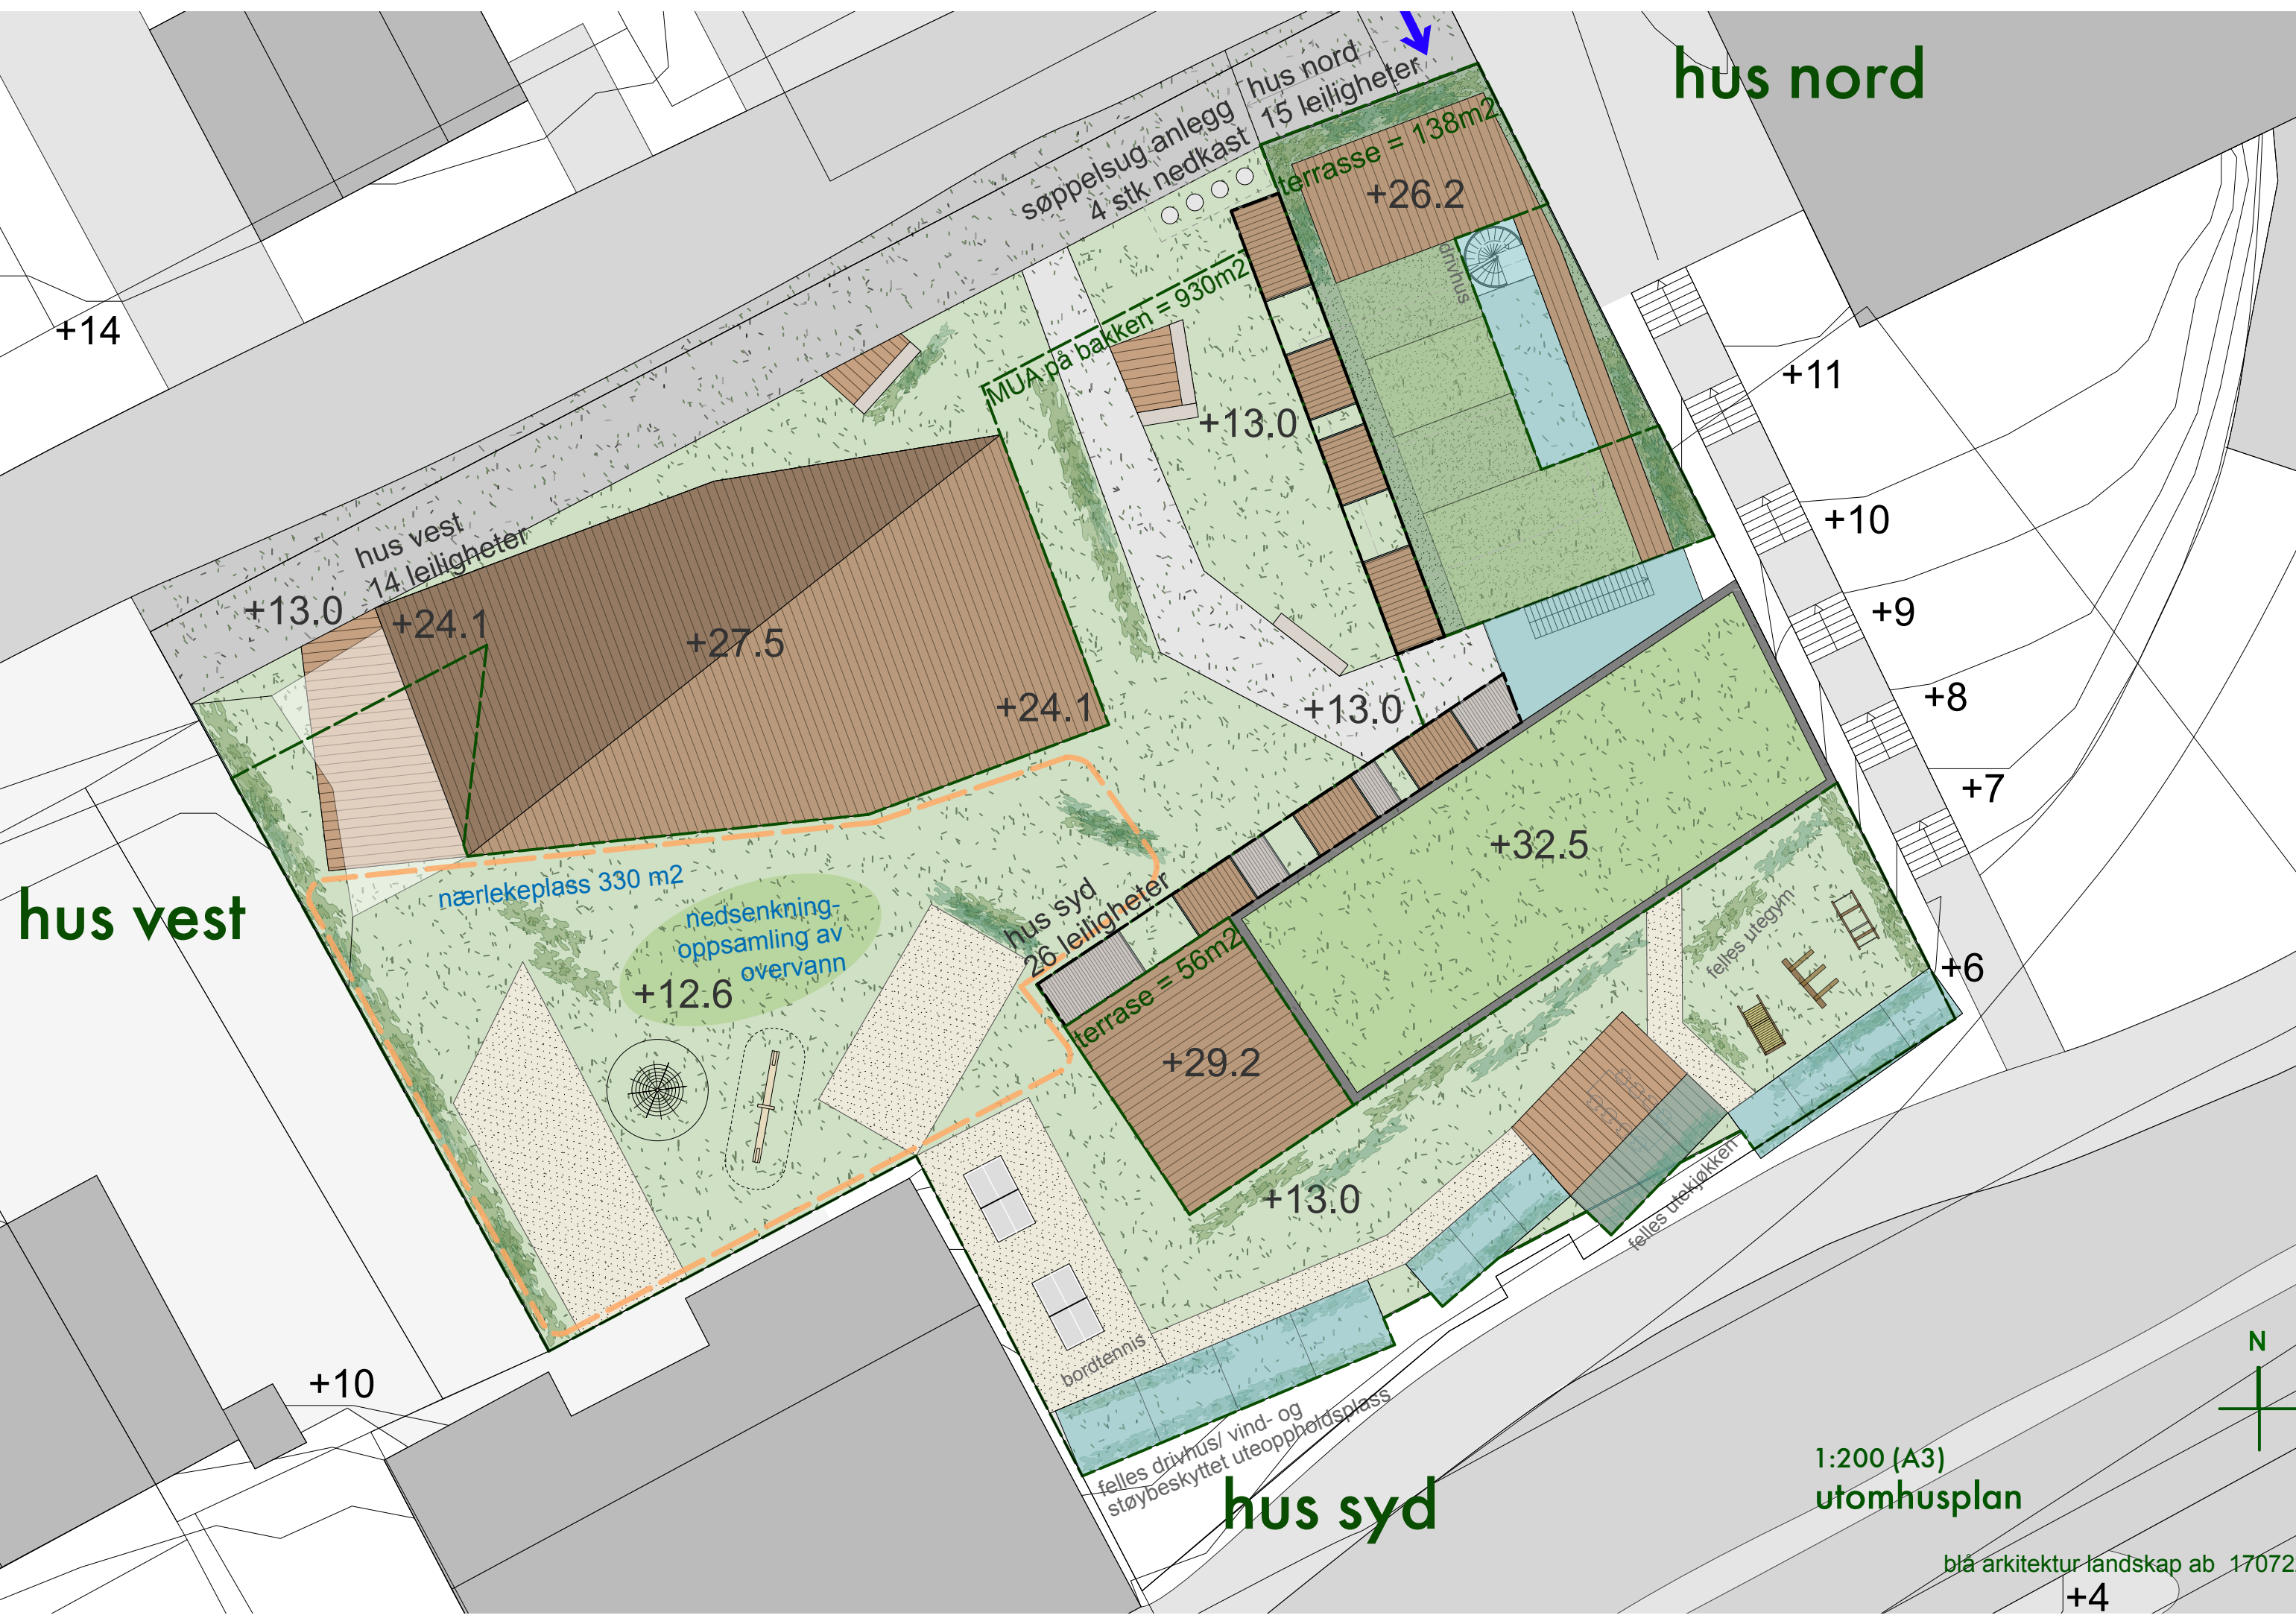 hus nord
hus nord
15 leiligheter
søppelsug anlegg
4 stk nedkast
terrasse = 138m2
+26.2
drivhus
MUA på bakken = 930m2
+14
+13.0
+11
+10
+9
+8
+7
+6
hus vest
14 leiligheter
+13.0
+24.1
+27.5
+24.1
+13.0
+32.5
hus vest
nærlekeplass 330 m2
nedsenkning-
oppsamling av
overvann
+12.6
hus syd
26 leiligheter
terrase = 56m2
+29.2
felles utegym
+13.0
felles utekjøkken
bordtennis
felles drivhus/ vind- og
støybeskyttet uteoppholdsplass
+10
hus syd
N
1:200 (A3)
utomhusplan
blå arkitektur landskap ab 17072
+4